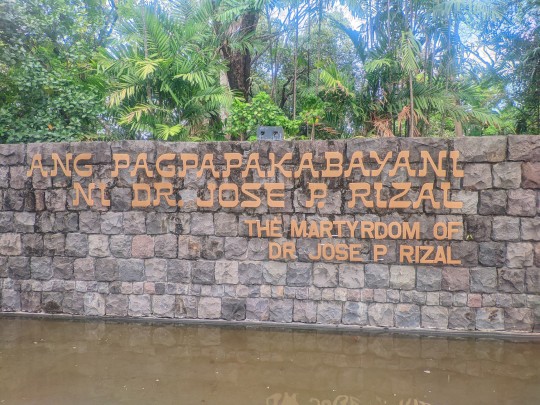 ANG PAGPAPAKABAYANI
NI DR. JOSE P. RIZAL
THE MARTYRDOM OF
DR JOSE P RIZAL